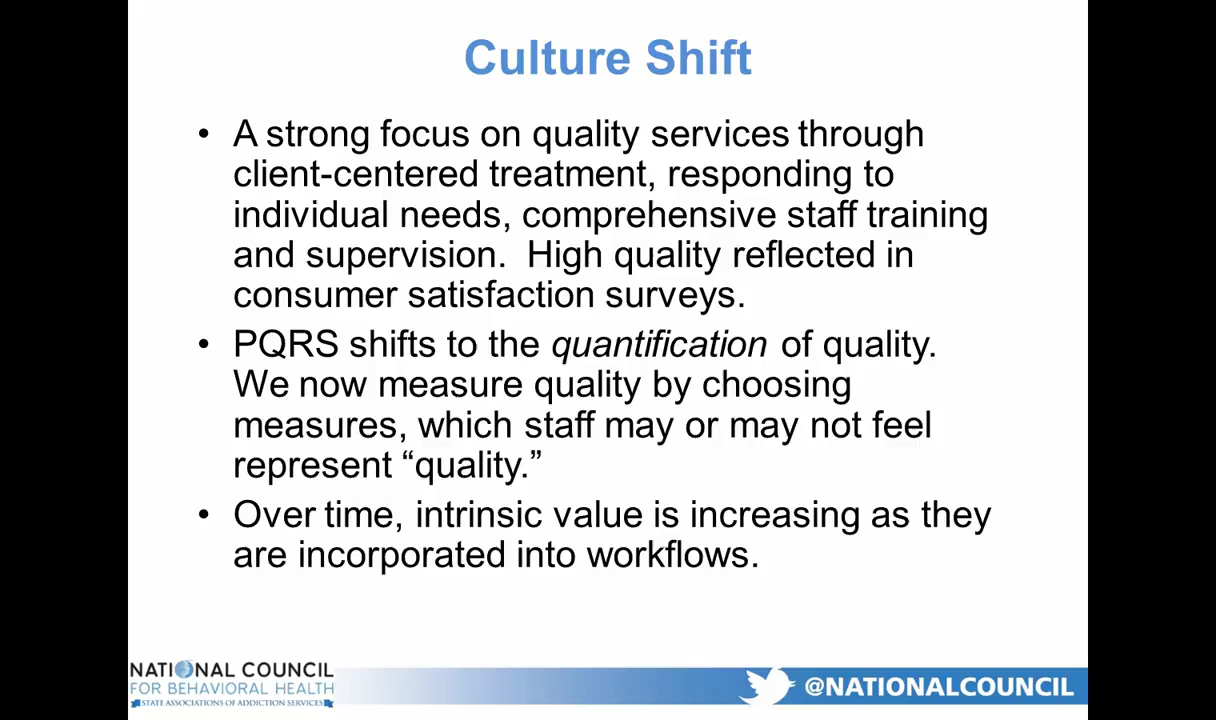 Culture Shift
• A strong focus on quality services through
client-centered treatment, responding to
individual needs, comprehensive staff training
and supervision.  High quality reflected in
consumer satisfaction surveys.
• PQRS shifts to the quantification of quality.
We now measure quality by choosing
measures, which staff may or may not feel
represent “quality.”
• Over time, intrinsic value is increasing as they
are incorporated into workflows.
NATIONAL COUNCIL
FOR BEHAVIORAL HEALTH
STATE ASSOCIATIONS OF ADDICTION SERVICES
@NATIONALCOUNCIL